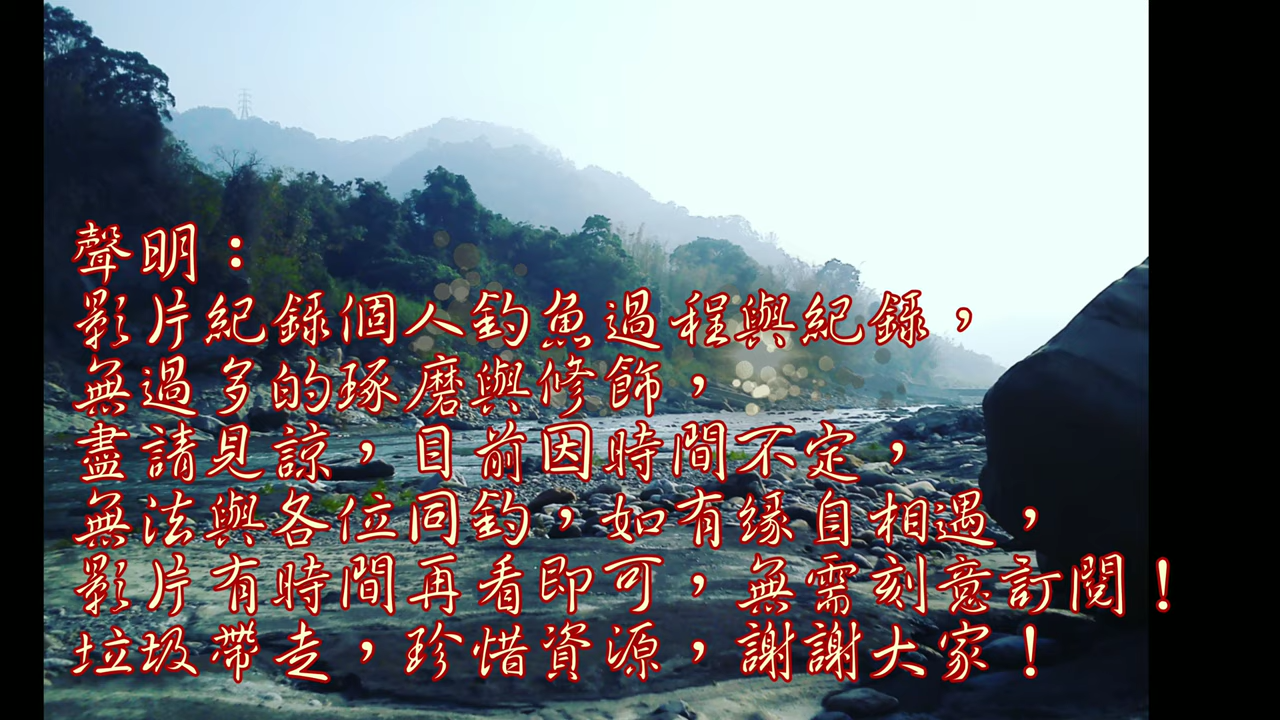 聲明：
影片紀錄個人釣魚過程與紀錄，
無過多的琢磨與修飾，
盡請見諒，目前因時間不定，
無法與各位同釣，如有緣自相遇，
影片有時間再看即可，無需刻意訂閱！
垃圾帶走，珍惜資源，謝謝大家！